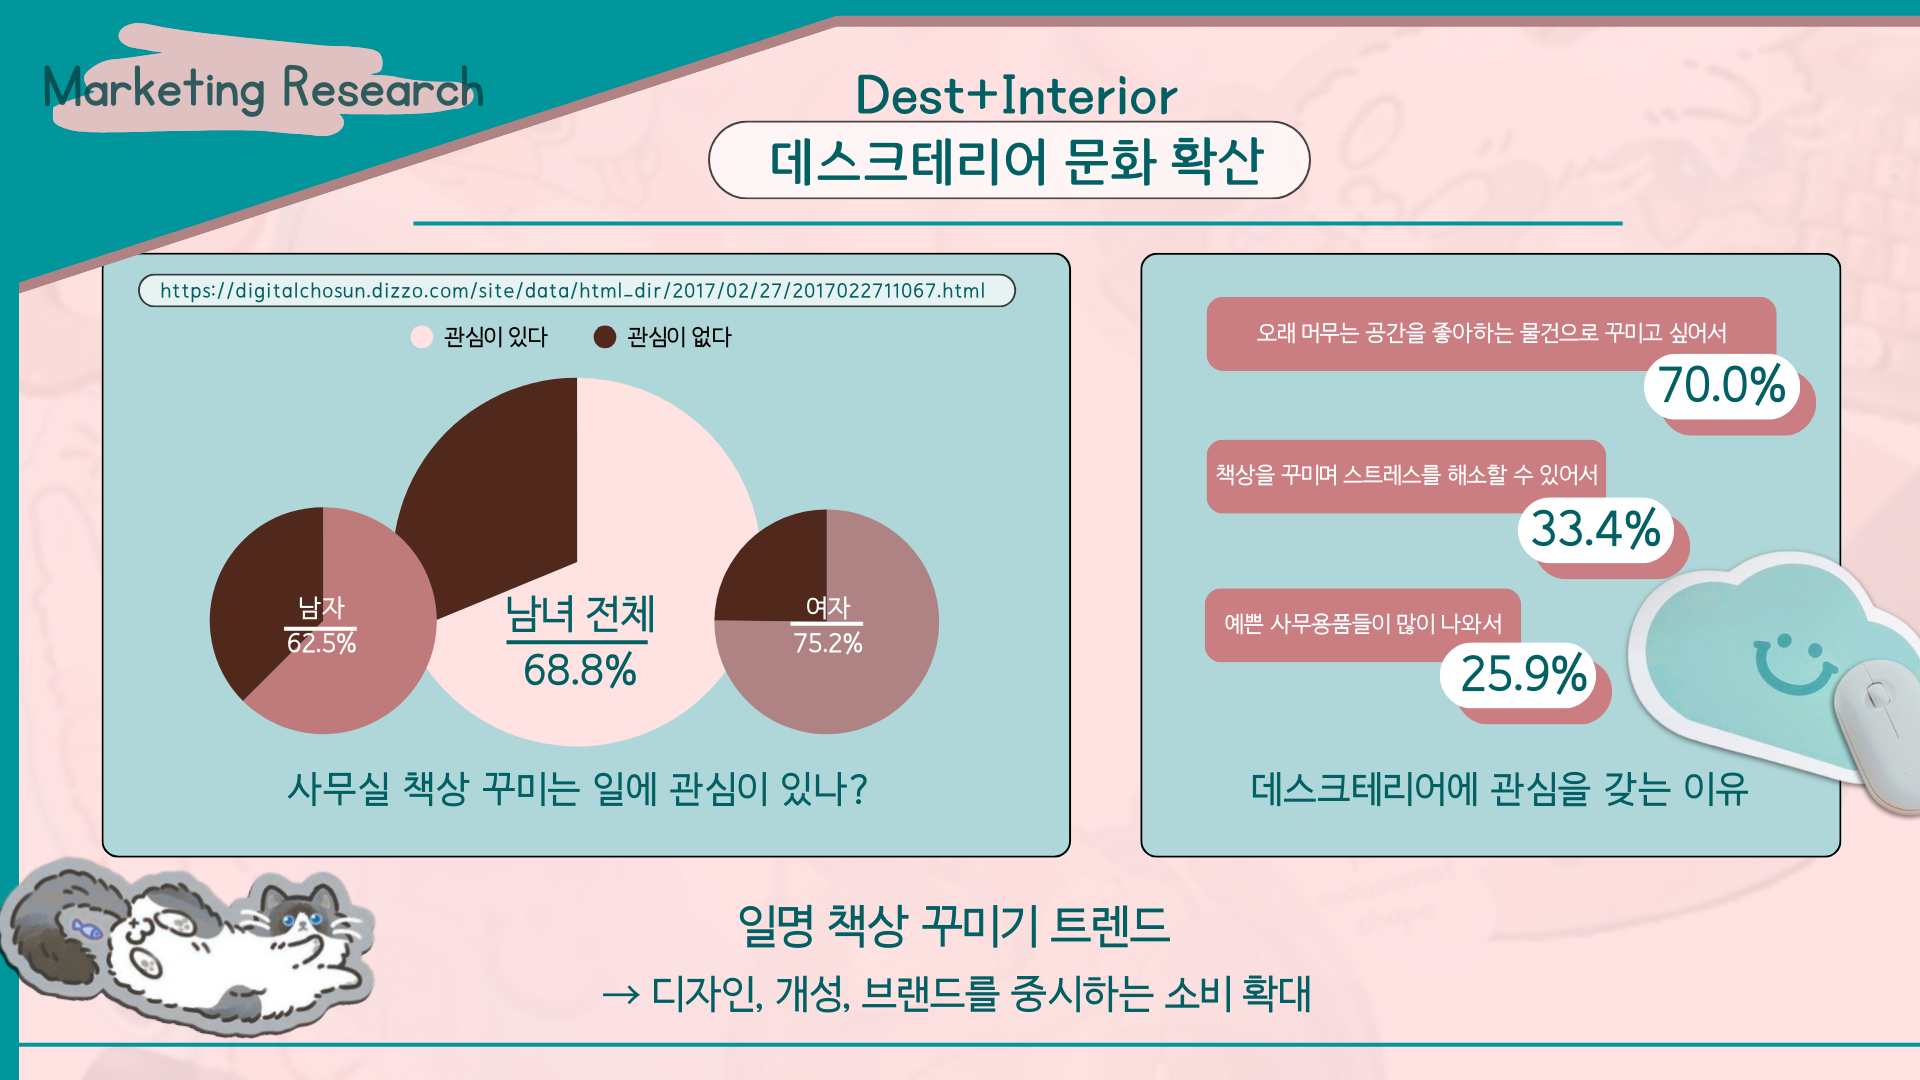 Marketing Research
Dest+Interior
데스크테리어 문화 확산
https://digitalchosun.dizzo.com/site/data/html_dir/2017/02/27/2017022711067.html
관심이 있다
관심이 없다
남자
62.5%
남녀 전체
68.8%
여자
75.2%
사무실 책상 꾸미는 일에 관심이 있나?
오래 머무는 공간을 좋아하는 물건으로 꾸미고 싶어서
70.0%
책상을 꾸미며 스트레스를 해소할 수 있어서
33.4%
예쁜 사무용품들이 많이 나와서
25.9%
데스크테리어에 관심을 갖는 이유
일명 책상 꾸미기 트렌드
→ 디자인, 개성, 브랜드를 중시하는 소비 확대